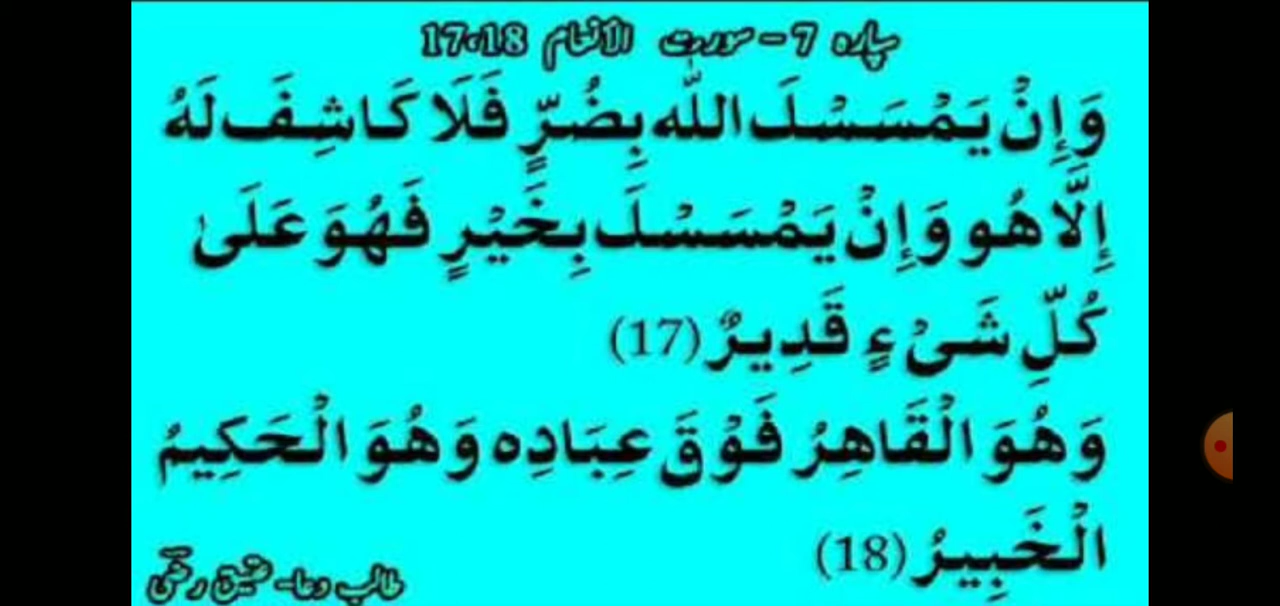 سپارہ 7 - سورت الانعام 17،18
وَإِنْ يَمْسَسْكَ اللّٰه بِضُرٍّ فَلَا كَاشِفَ لَهُ
إِلَّا هُو وَإِنْ يَمْسَسْكَ بِخَيْرٍ فَهُوَ عَلَىٰ
كُلِّ شَىْءٍ قَدِيرٌ (17)
وَهُوَ الْقَاهِرُ فَوْقَ عِبَادِه وَهُوَ الْحَكِيمُ
الْخَبِيرُ (18)
طالب دعا-